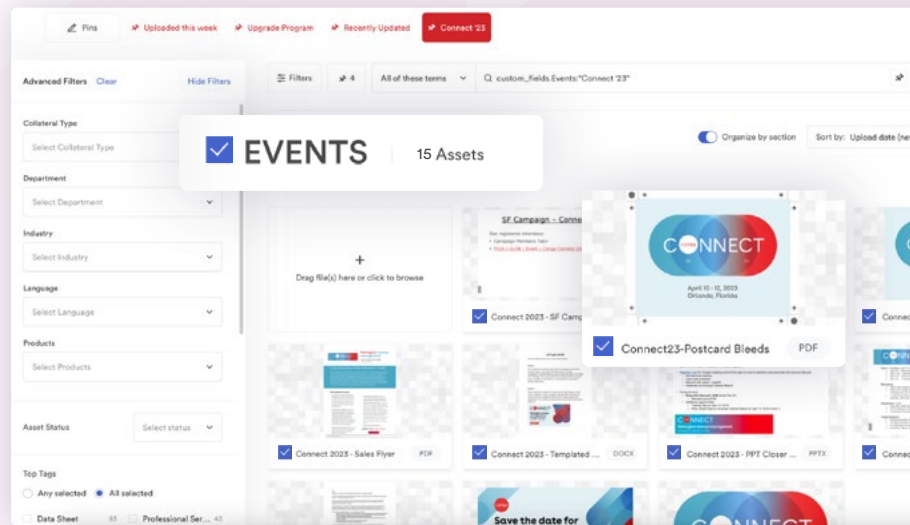 Pins
Uploaded this week
Upgrade Program
Recently Updated
Connect '23
Advanced Filters
Clear
Hide Filters
Filters
4
All of these terms
custom_fields.Events:"Connect '23"
Collateral Type
Select Collateral Type
EVENTS
15 Assets
Organize by section
Sort by: Upload date (ne
Department
Select Department
Industry
Select Industry
Language
Select Language
Products
Select Products
Asset Status
Select status
Top Tags
Any selected
All selected
Data Sheet
83
Professional Ser...
43
Drag file(s) here or click to browse
SF Campaign - Conne
Connect 2023 - SF Camp
CONNECT
April 10 - 12, 2023
Orlando, Florida
Connect23-Postcard Bleeds
PDF
Connec
Connect 2023 - Sales Flyer
PDF
Connect 2023 - Templated ...
DOCX
Connect 2023 - PPT Closer ...
PPTX
Connec
Save the date for
CONNECT